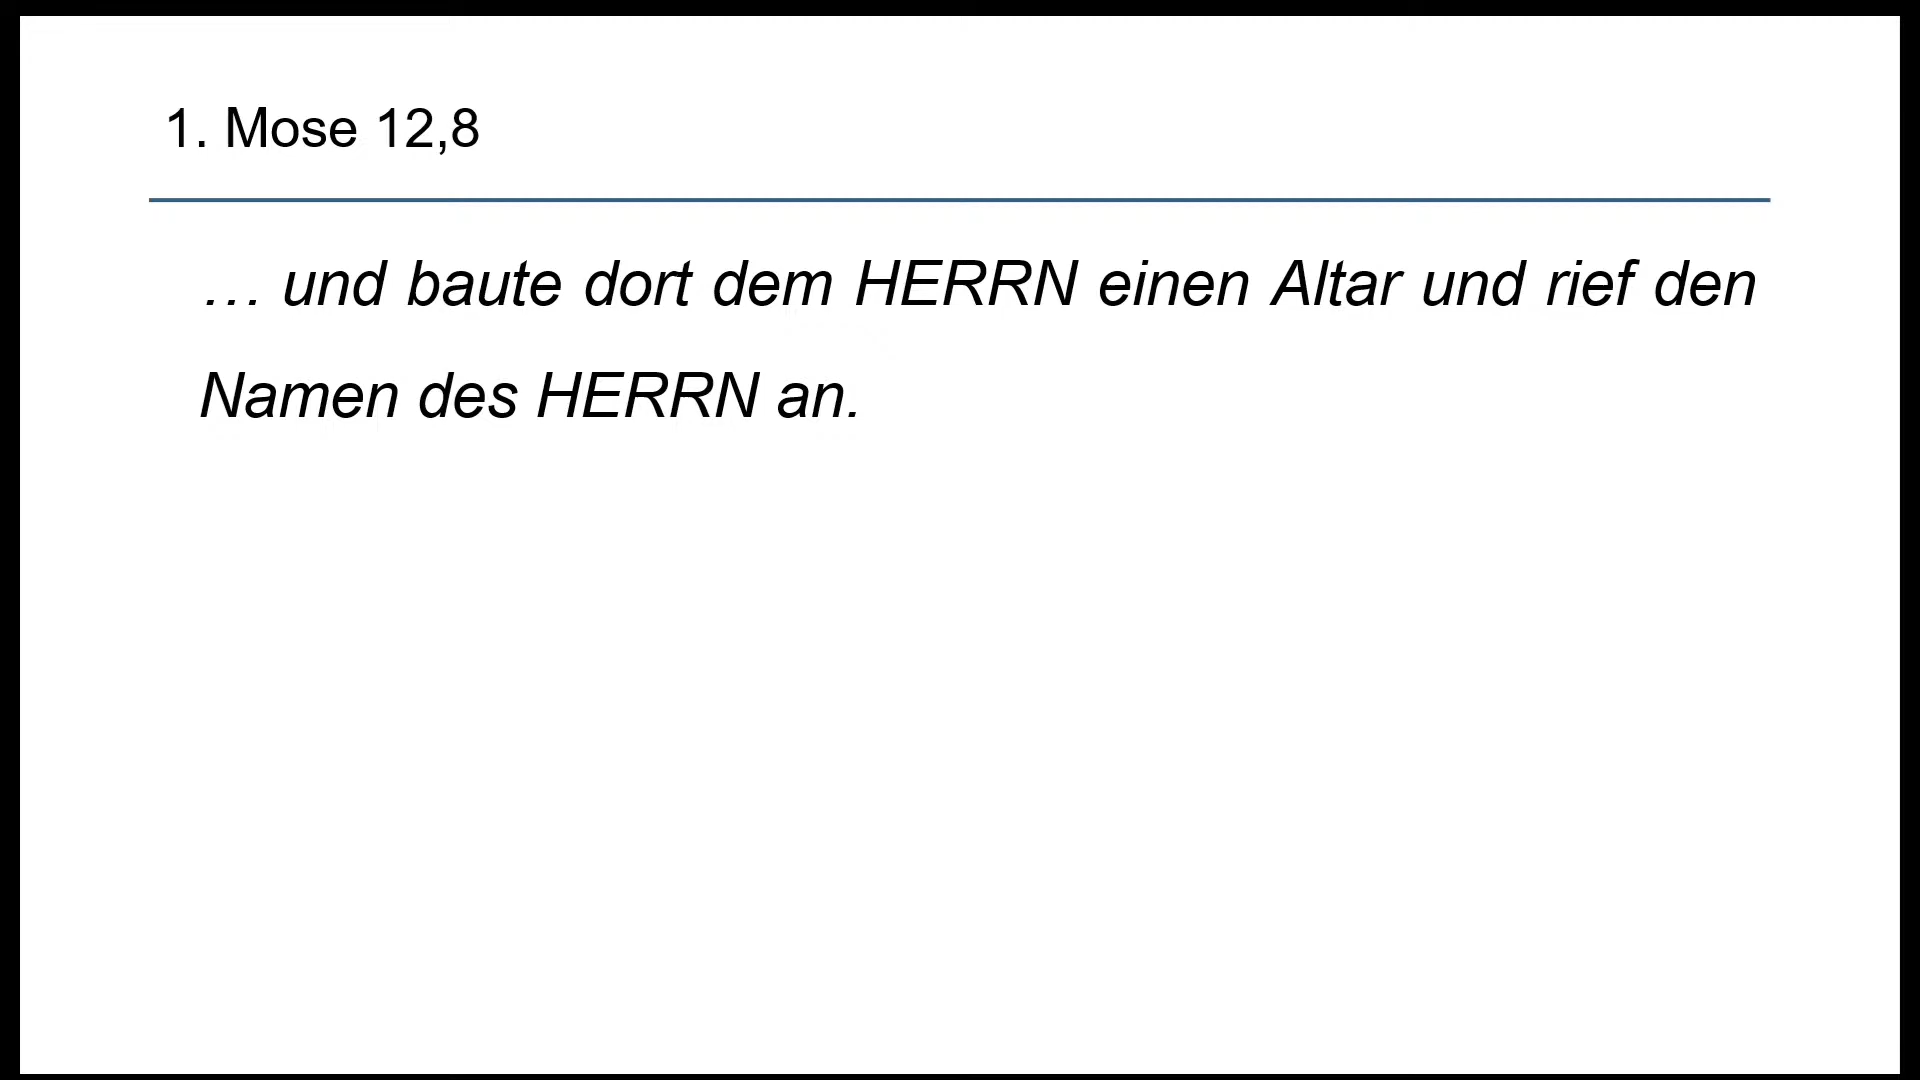 1. Mose 12,8
… und baute dort dem HERRN einen Altar und rief den
Namen des HERRN an.